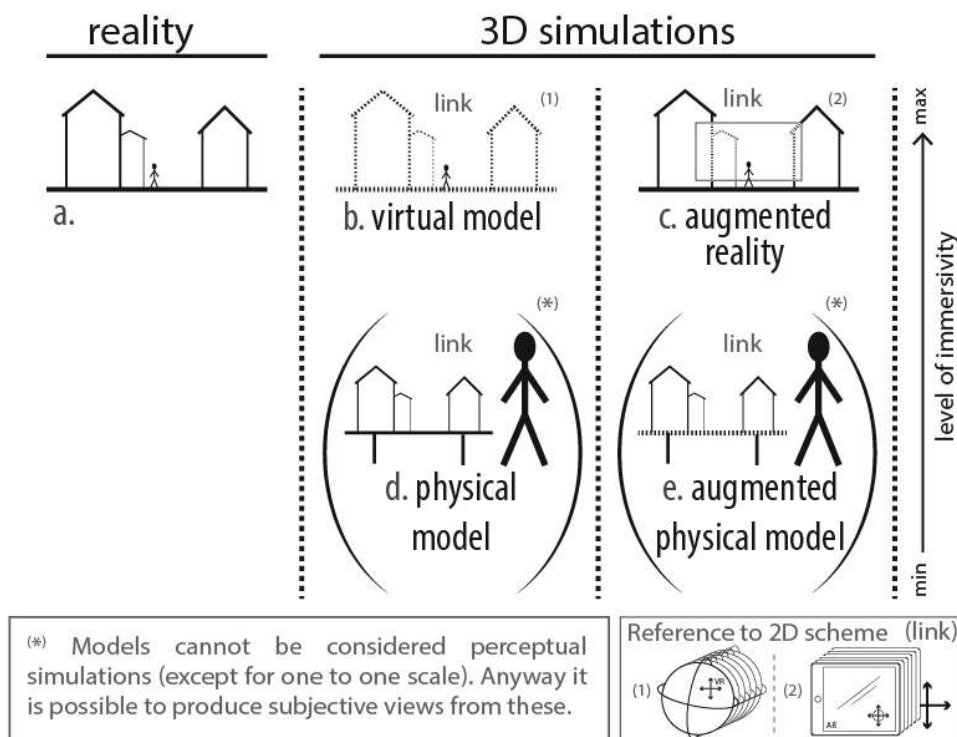 reality
3D simulations
link
(1)
link
(2)
max
a.
b. virtual model
c. augmented
reality
level of immersivity
(*)
(*)
link
link
d. physical
model
e. augmented
physical model
min
(*) Models cannot be considered perceptual
simulations (except for one to one scale). Anyway it
is possible to produce subjective views from these.
Reference to 2D scheme (link)
(1)
VR
(2)
AR